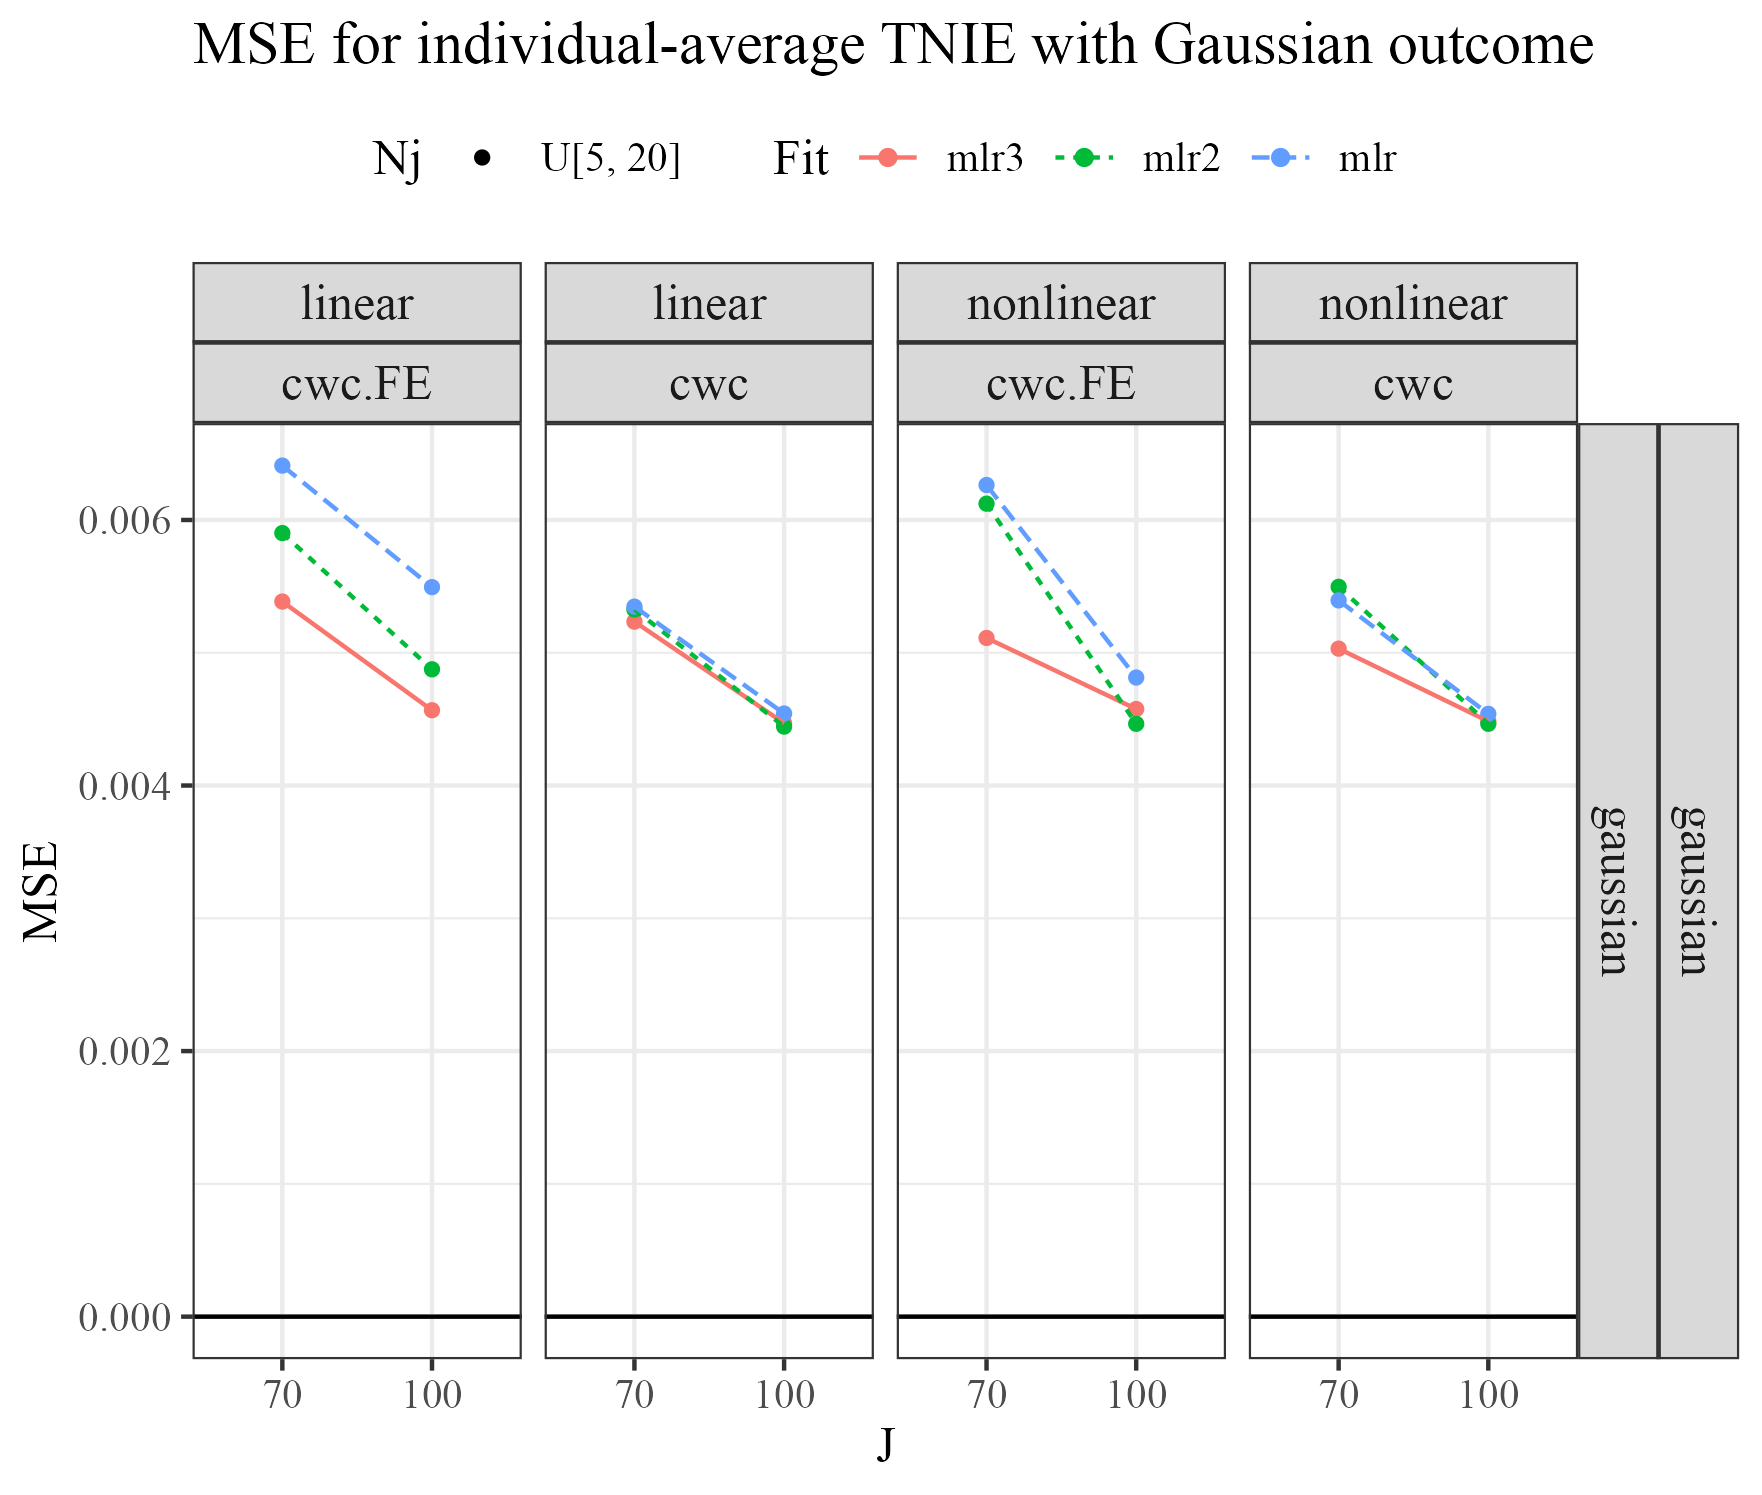 MSE for individual-average TNIE with Gaussian outcome
Nj U[5, 20] Fit mlr3 mlr2 mlr
linear linear nonlinear nonlinear
cwc.FE cwc cwc.FE cwc
0.006
0.004
0.002
0.000
MSE
gaussian
gaussian
70 100 70 100 70 100 70 100
J